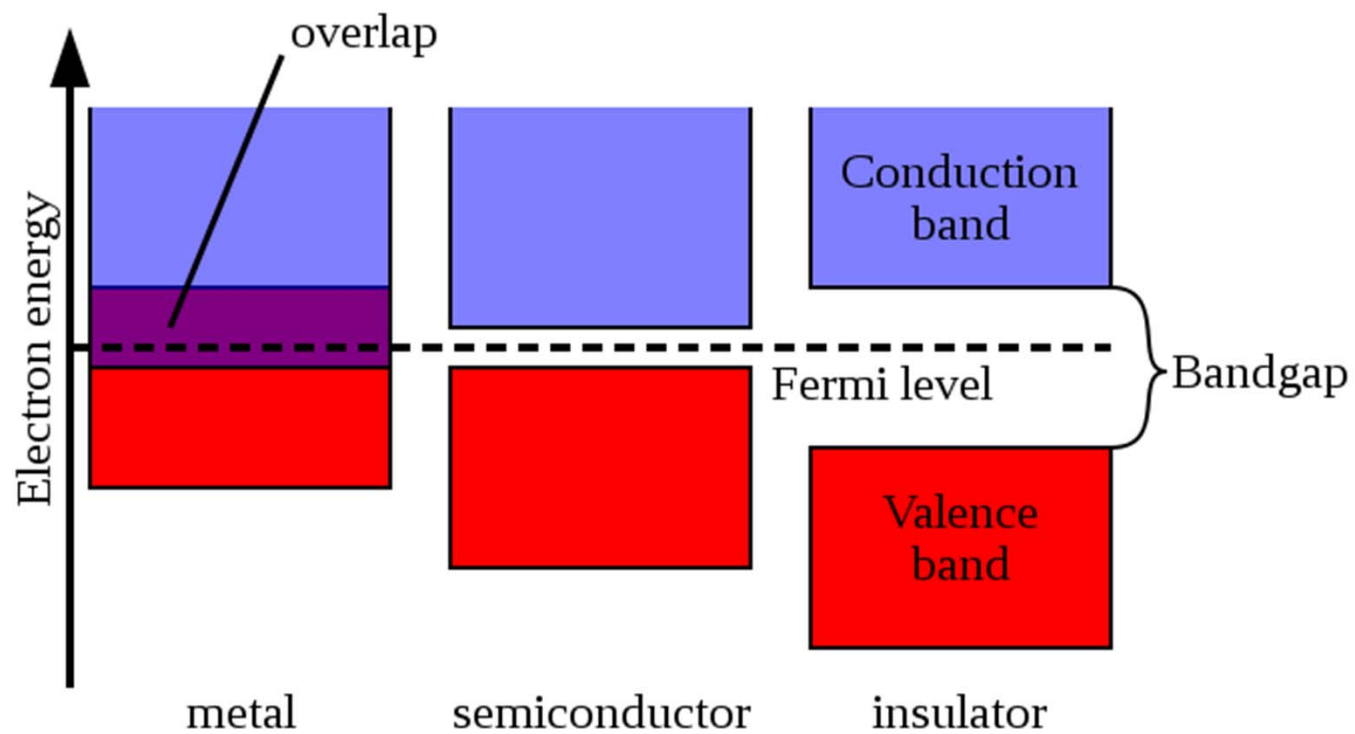 overlap
Electron energy
Conduction
band
Fermi level
Bandgap
Valence
band
metal
semiconductor
insulator